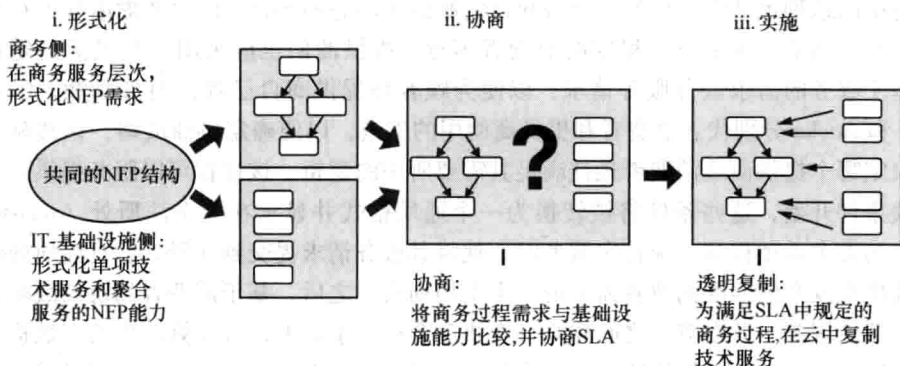 i. 形式化
商务侧:
在商务服务层次,
形式化NFP需求
共同的NFP结构
IT-基础设施侧:
形式化单项技
术服务和聚合
服务的NFP能力
ii. 协商
?
协商:
将商务过程需求与基础设
施能力比较,并协商SLA
iii. 实施
透明复制:
为满足SLA中规定的
商务过程,在云中复制
技术服务